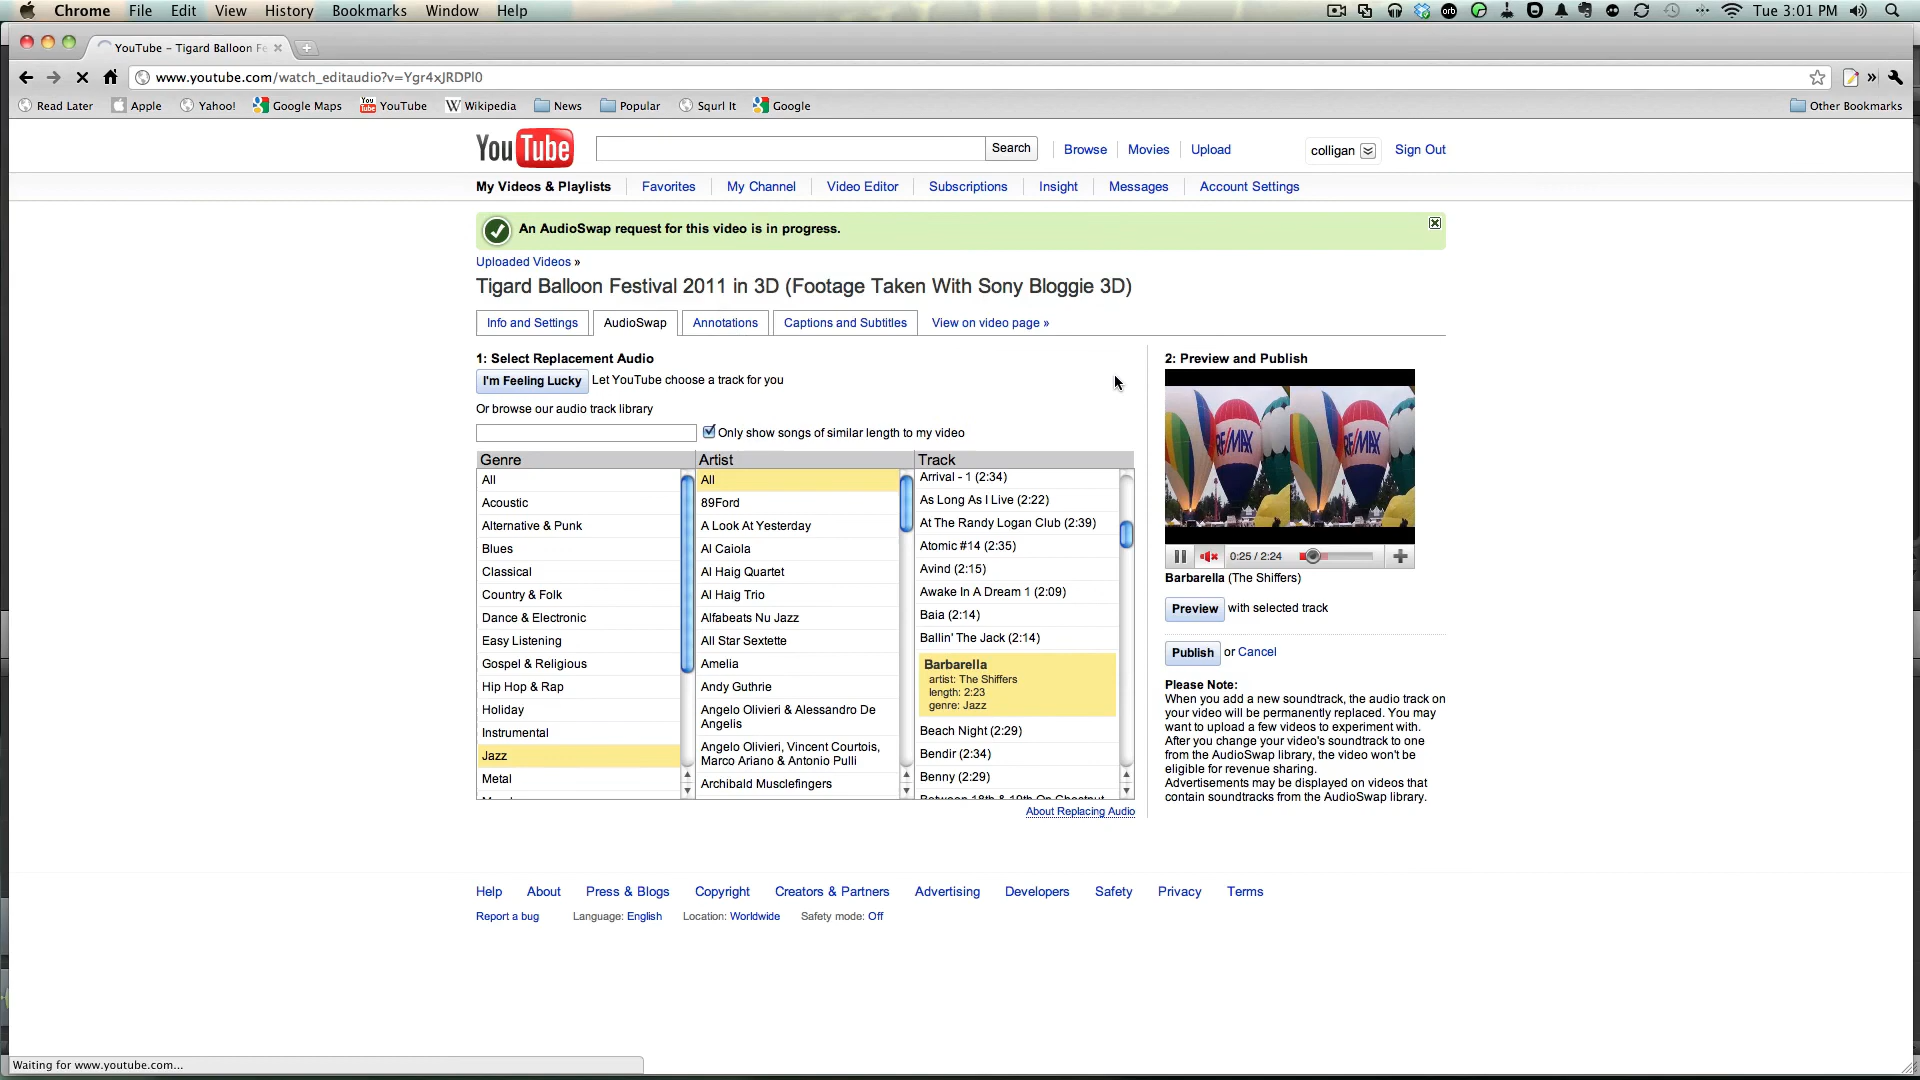 Chrome File Edit View History Bookmarks Window Help
Tue 3:01 PM
YouTube – Tigard Balloon Fe
www.youtube.com/watch_editaudio?v=Ygr4xJRDPl0
Read Later Apple Yahoo! Google Maps YouTube Wikipedia News Popular Squrl It Google Other Bookmarks
YouTube
Search
Browse Movies Upload
colligan Sign Out
My Videos & Playlists Favorites My Channel Video Editor Subscriptions Insight Messages Account Settings
An AudioSwap request for this video is in progress.
Uploaded Videos »
Tigard Balloon Festival 2011 in 3D (Footage Taken With Sony Bloggie 3D)
Info and Settings AudioSwap Annotations Captions and Subtitles View on video page »
1: Select Replacement Audio
I'm Feeling Lucky Let YouTube choose a track for you
Or browse our audio track library
Only show songs of similar length to my video
Genre
All
Acoustic
Alternative & Punk
Blues
Classical
Country & Folk
Dance & Electronic
Easy Listening
Gospel & Religious
Hip Hop & Rap
Holiday
Instrumental
Jazz
Metal
Artist
All
89Ford
A Look At Yesterday
Al Caiola
Al Haig Quartet
Al Haig Trio
Alfabeats Nu Jazz
All Star Sextette
Amelia
Andy Guthrie
Angelo Olivieri & Alessandro De
Angelis
Angelo Olivieri, Vincent Courtois,
Marco Ariano & Antonio Pulli
Archibald Musclefingers
Track
Arrival - 1 (2:34)
As Long As I Live (2:22)
At The Randy Logan Club (2:39)
Atomic #14 (2:35)
Avind (2:15)
Awake In A Dream 1 (2:09)
Baia (2:14)
Ballin' The Jack (2:14)
Barbarella
artist: The Shiffers
length: 2:23
genre: Jazz
Beach Night (2:29)
Bendir (2:34)
Benny (2:29)
Between 18th & 19th On Chestnut
About Replacing Audio
2: Preview and Publish
RE/MAX RE/MAX
0:25 / 2:24
Barbarella (The Shiffers)
Preview with selected track
Publish or Cancel
Please Note:
When you add a new soundtrack, the audio track on
your video will be permanently replaced. You may
want to upload a few videos to experiment with.
After you change your video's soundtrack to one
from the AudioSwap library, the video won't be
eligible for revenue sharing.
Advertisements may be displayed on videos that
contain soundtracks from the AudioSwap library.
Help About Press & Blogs Copyright Creators & Partners Advertising Developers Safety Privacy Terms
Report a bug Language: English Location: Worldwide Safety mode: Off
Waiting for www.youtube.com...